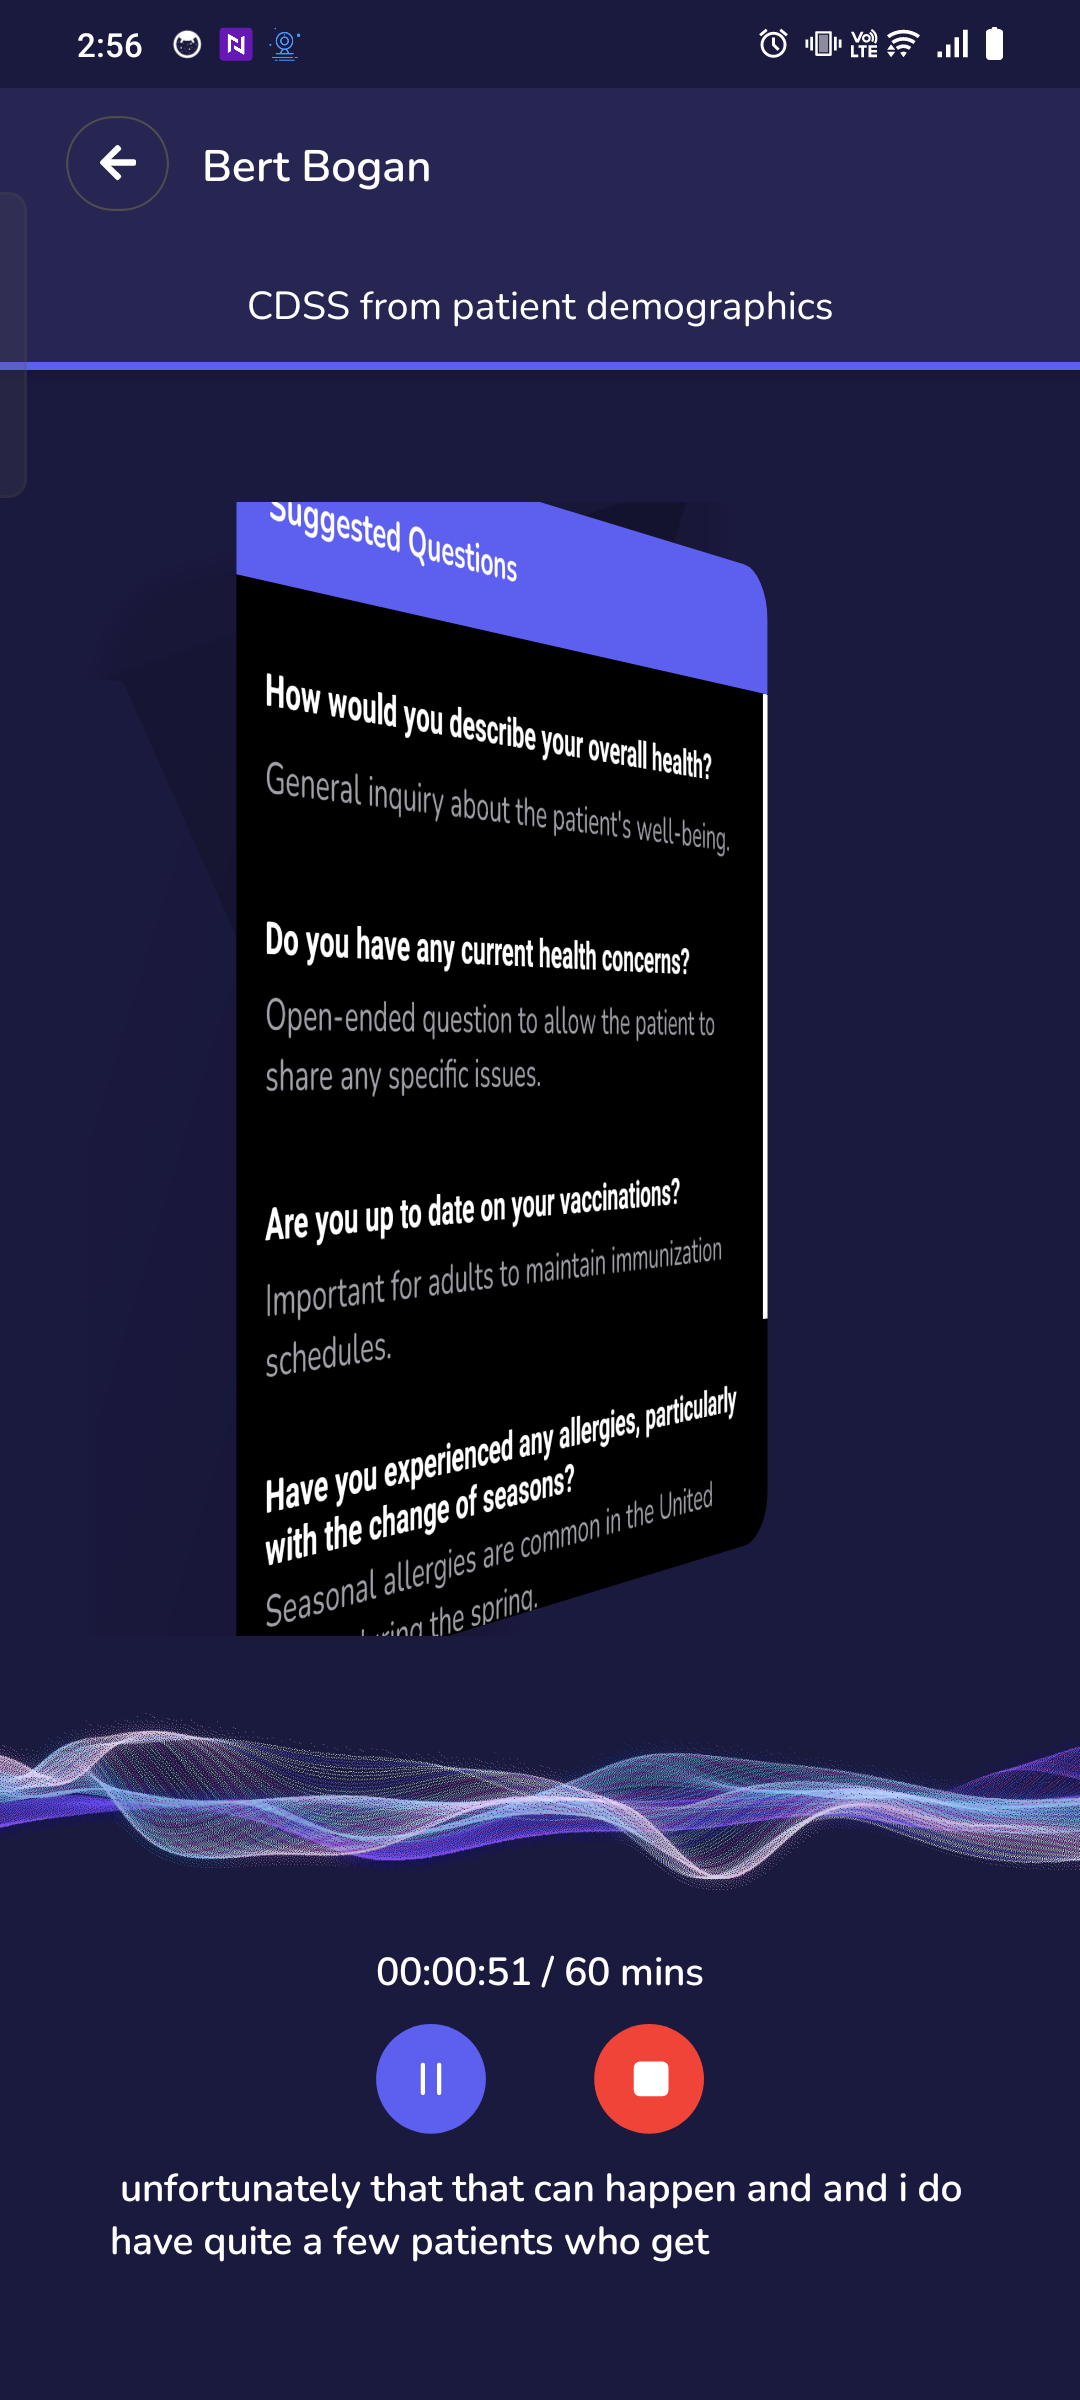 2:56
Vo)) LTE
Bert Bogan
CDSS from patient demographics
Suggested Questions
How would you describe your overall health?
General inquiry about the patient's well-being.
Do you have any current health concerns?
Open-ended question to allow the patient to
share any specific issues.
Are you up to date on your vaccinations?
Important for adults to maintain immunization
schedules.
Have you experienced any allergies, particularly
with the change of seasons?
Seasonal allergies are common in the United
the spring.
00:00:51 / 60 mins
unfortunately that that can happen and and i do
have quite a few patients who get